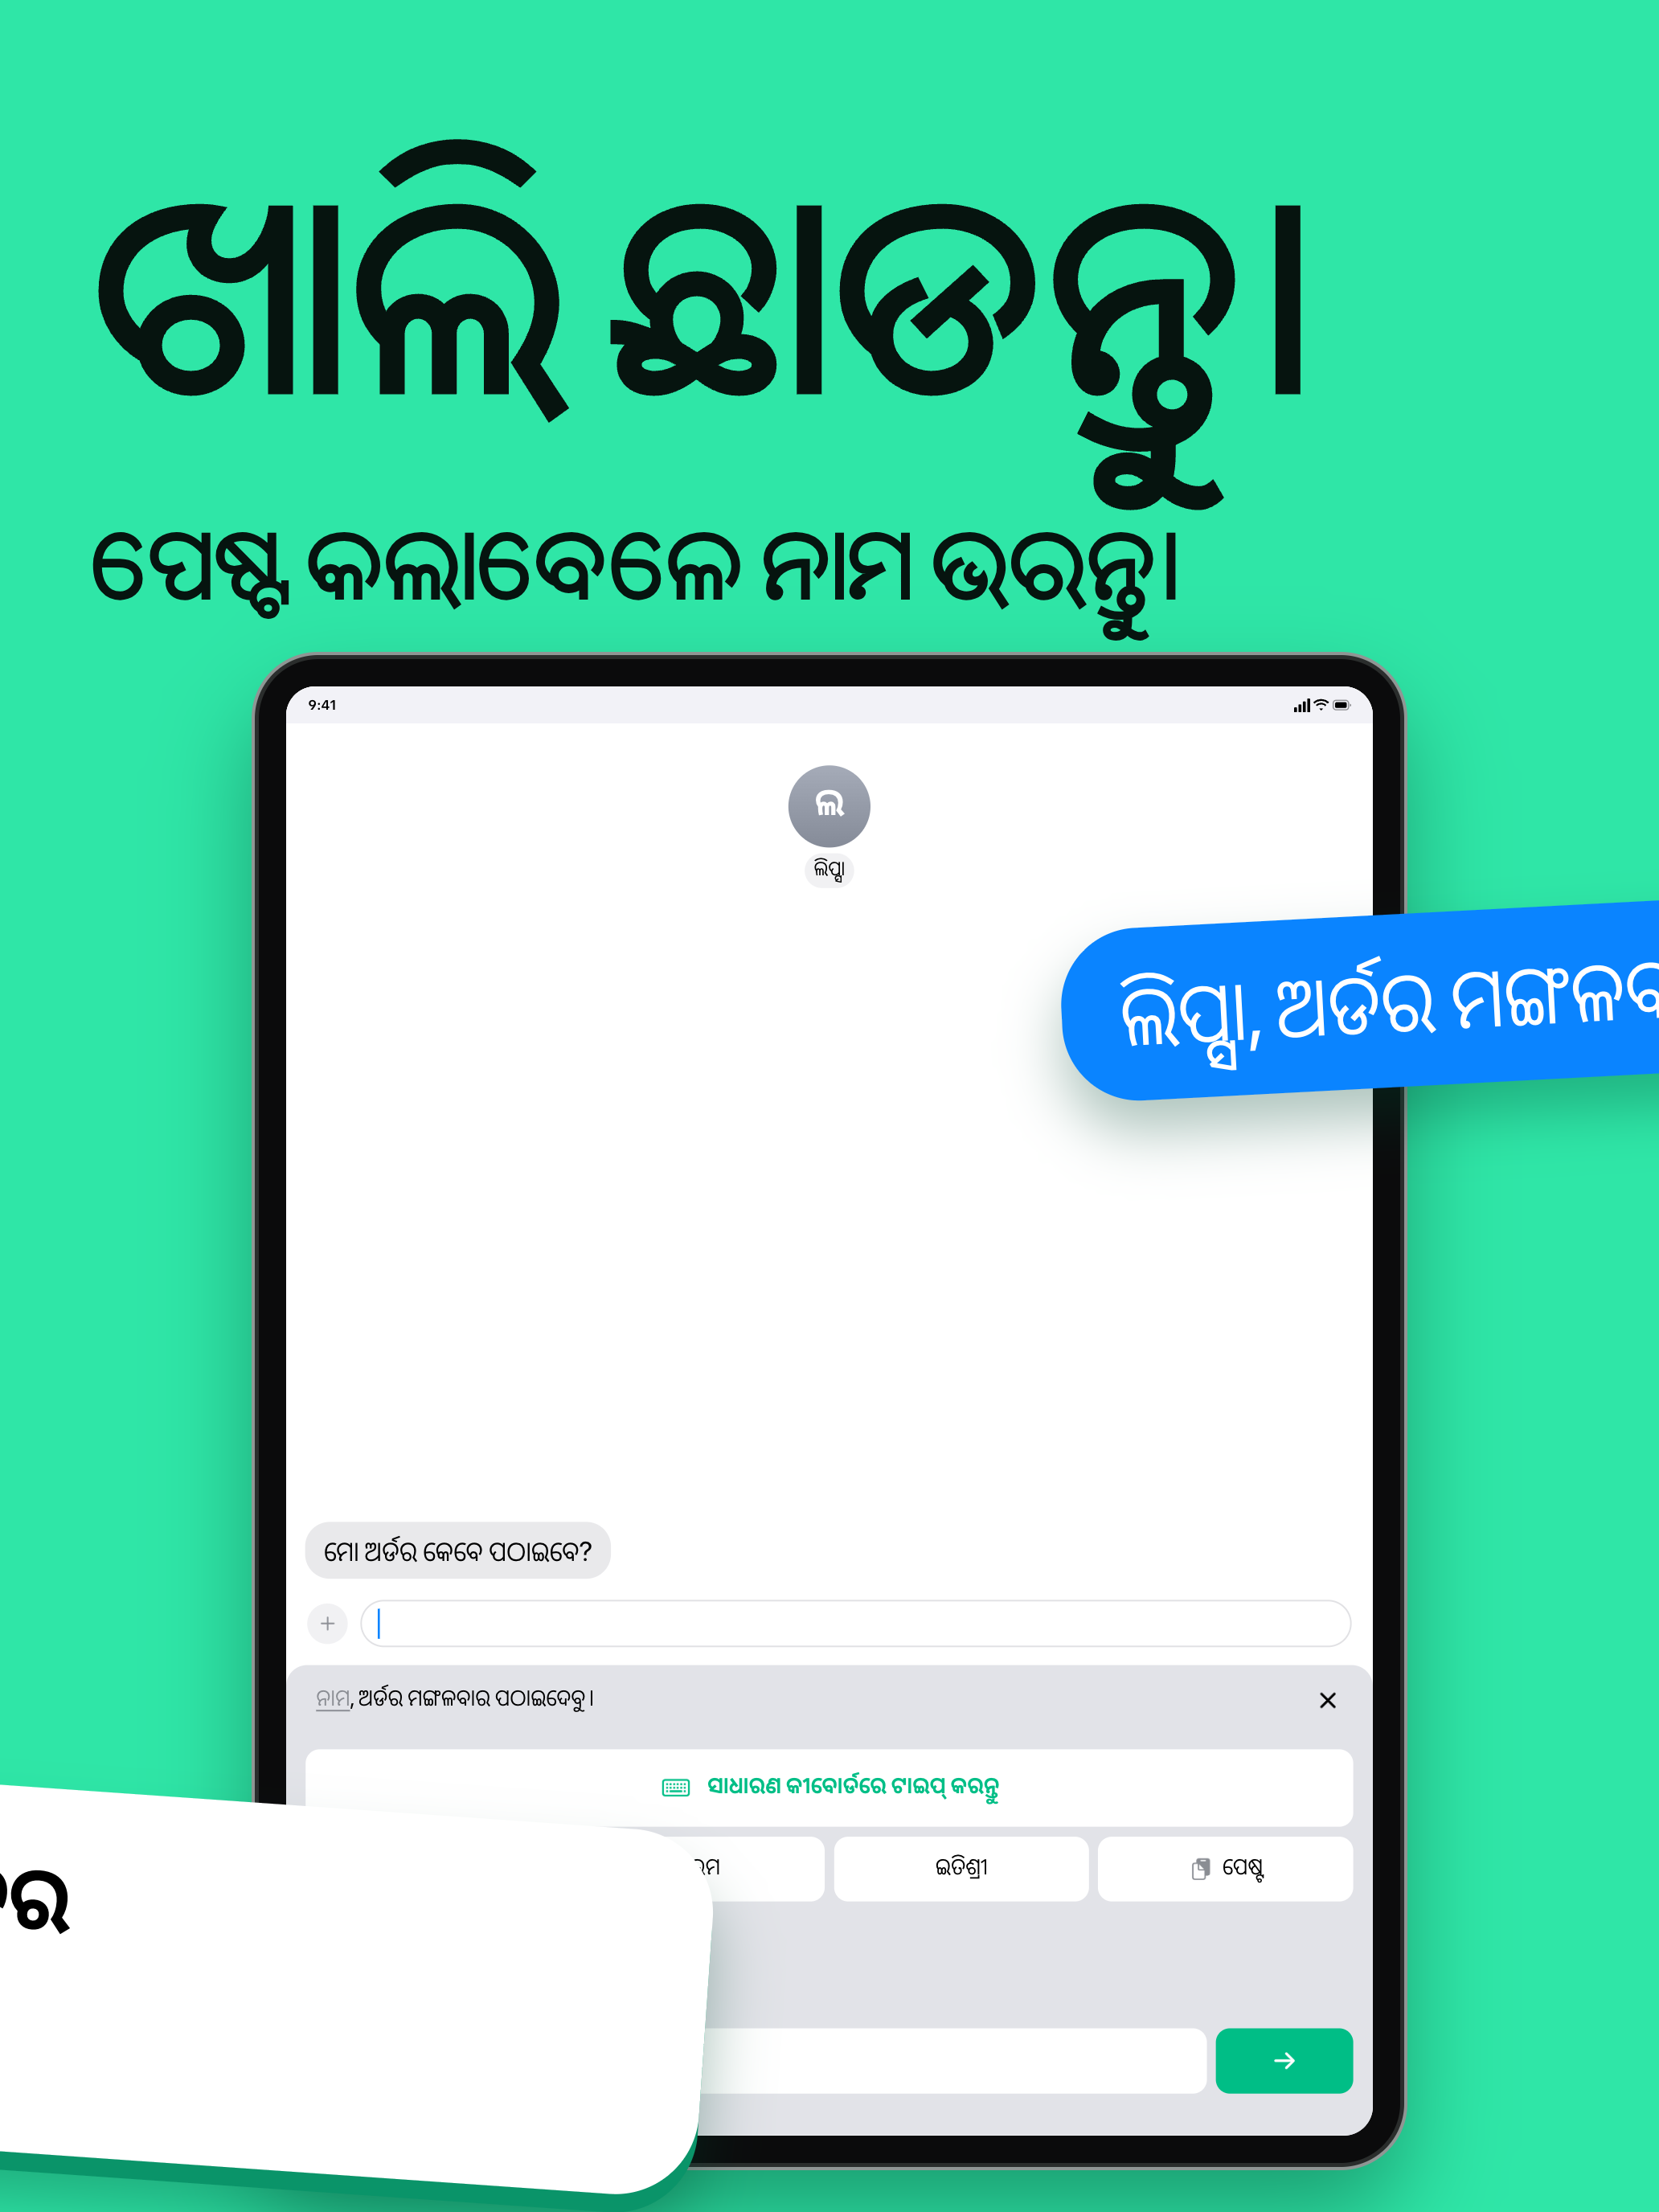 ଖାଲି ଛାଡନ୍ତୁ।
ପେଷ୍ଟ କଲାବେଳେ ନାମ ଭରନ୍ତୁ।
9:41
ଲ
ଲିପ୍ସା
ଲିପ୍ସା, ଅର୍ଡର ମଙ୍ଗଳବ
ମୋ ଅର୍ଡର କେବେ ପଠାଇବେ?
ନାମ, ଅର୍ଡର ମଙ୍ଗଳବାର ପଠାଇଦେବୁ।
ସାଧାରଣ କୀବୋର୍ଡରେ ଟାଇପ୍ କରନ୍ତୁ
ଇତିଶ୍ରୀ
ପେଷ୍ଟ